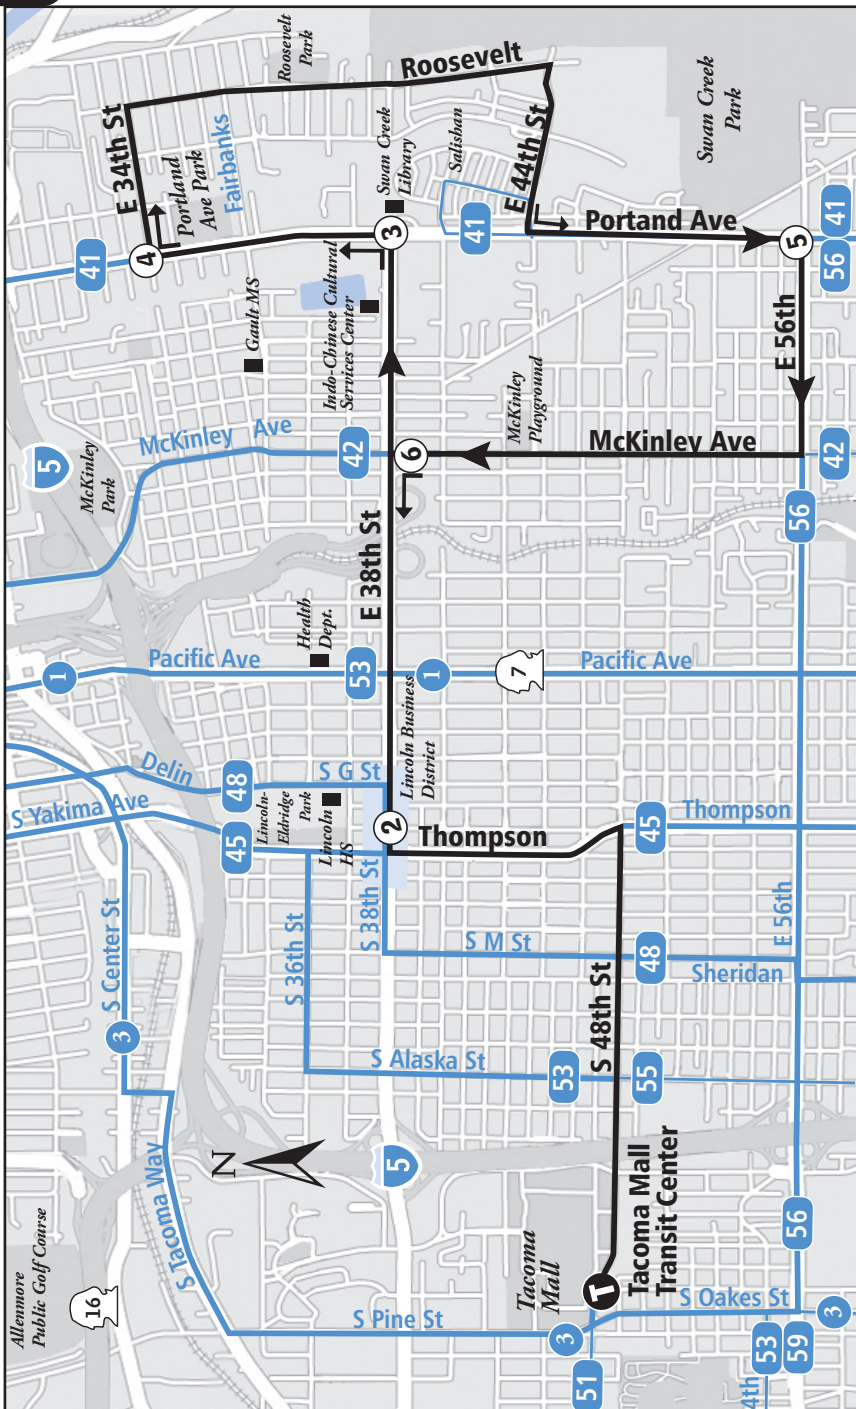 Roosevelt
Park
Roosevelt
E 34th St
Portland
Ave Park
Fairbanks
Swan Creek
Library
Salishan
E 44th St
Swan Creek
Park
41
4
3
41
Portand Ave
5
41
56
Gault MS
Indo-Chinese Cultural
Services Center
E 56th
McKinley
Playground
5
McKinley
Park
McKinley Ave
42
6
McKinley Ave
42
56
E 38th St
Health
Dept.
1
Pacific Ave
53
1
7
Pacific Ave
Delin
48
S G St
Lincoln Business
District
S Yakima Ave
45
Lincoln-
Eldridge
Park
Lincoln
HS
2
Thompson
45
Thompson
S Center St
S 36th St
S 38th St
S M St
48
Sheridan
E 56th
3
S Alaska St
53
S 48th St
55
N
5
S Tacoma Way
Allenmore
Public Golf Course
16
Tacoma
Mall
T
Tacoma Mall
Transit Center
56
S Pine St
3
S Oakes St
3
51
4th
53
59